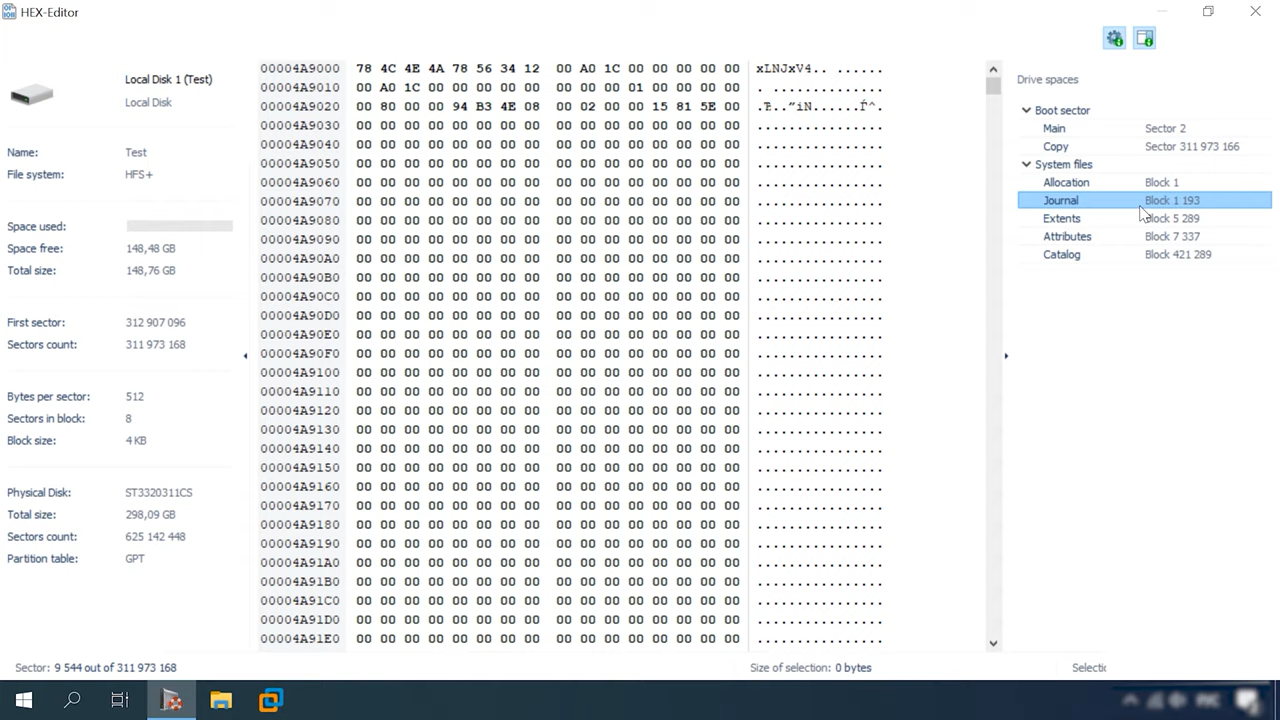 HEX-Editor
Local Disk 1 (Test)
Local Disk
Name: Test
File system: HFS+
Space used:
Space free: 148,48 GB
Total size: 148,76 GB
First sector: 312 907 096
Sectors count: 311 973 168
Bytes per sector: 512
Sectors in block: 8
Block size: 4 KB
Physical Disk: ST3320311CS
Total size: 298,09 GB
Sectors count: 625 142 448
Partition table: GPT
00004A9000 78 4C 4E 4A 78 56 34 12 00 A0 1C 00 00 00 00 00 xLNJxV4.. ......
00004A9010 00 A0 1C 00 00 00 00 00 00 00 00 01 00 00 00 00 . ..............
00004A9020 00 80 00 00 94 B3 4E 08 00 02 00 00 15 81 5E 00 .Ђ..”іN......Ѓ^.
00004A9030 00 00 00 00 00 00 00 00 00 00 00 00 00 00 00 00 ................
00004A9040 00 00 00 00 00 00 00 00 00 00 00 00 00 00 00 00 ................
00004A9050 00 00 00 00 00 00 00 00 00 00 00 00 00 00 00 00 ................
00004A9060 00 00 00 00 00 00 00 00 00 00 00 00 00 00 00 00 ................
00004A9070 00 00 00 00 00 00 00 00 00 00 00 00 00 00 00 00 ................
00004A9080 00 00 00 00 00 00 00 00 00 00 00 00 00 00 00 00 ................
00004A9090 00 00 00 00 00 00 00 00 00 00 00 00 00 00 00 00 ................
00004A90A0 00 00 00 00 00 00 00 00 00 00 00 00 00 00 00 00 ................
00004A90B0 00 00 00 00 00 00 00 00 00 00 00 00 00 00 00 00 ................
00004A90C0 00 00 00 00 00 00 00 00 00 00 00 00 00 00 00 00 ................
00004A90D0 00 00 00 00 00 00 00 00 00 00 00 00 00 00 00 00 ................
00004A90E0 00 00 00 00 00 00 00 00 00 00 00 00 00 00 00 00 ................
00004A90F0 00 00 00 00 00 00 00 00 00 00 00 00 00 00 00 00 ................
00004A9100 00 00 00 00 00 00 00 00 00 00 00 00 00 00 00 00 ................
00004A9110 00 00 00 00 00 00 00 00 00 00 00 00 00 00 00 00 ................
00004A9120 00 00 00 00 00 00 00 00 00 00 00 00 00 00 00 00 ................
00004A9130 00 00 00 00 00 00 00 00 00 00 00 00 00 00 00 00 ................
00004A9140 00 00 00 00 00 00 00 00 00 00 00 00 00 00 00 00 ................
00004A9150 00 00 00 00 00 00 00 00 00 00 00 00 00 00 00 00 ................
00004A9160 00 00 00 00 00 00 00 00 00 00 00 00 00 00 00 00 ................
00004A9170 00 00 00 00 00 00 00 00 00 00 00 00 00 00 00 00 ................
00004A9180 00 00 00 00 00 00 00 00 00 00 00 00 00 00 00 00 ................
00004A9190 00 00 00 00 00 00 00 00 00 00 00 00 00 00 00 00 ................
00004A91A0 00 00 00 00 00 00 00 00 00 00 00 00 00 00 00 00 ................
00004A91B0 00 00 00 00 00 00 00 00 00 00 00 00 00 00 00 00 ................
00004A91C0 00 00 00 00 00 00 00 00 00 00 00 00 00 00 00 00 ................
00004A91D0 00 00 00 00 00 00 00 00 00 00 00 00 00 00 00 00 ................
00004A91E0 00 00 00 00 00 00 00 00 00 00 00 00 00 00 00 00 ................
Drive spaces
Boot sector
Main Sector 2
Copy Sector 311 973 166
System files
Allocation Block 1
Journal Block 1 193
Extents Block 5 289
Attributes Block 7 337
Catalog Block 421 289
Sector: 9 544 out of 311 973 168
Size of selection: 0 bytes
Selectic